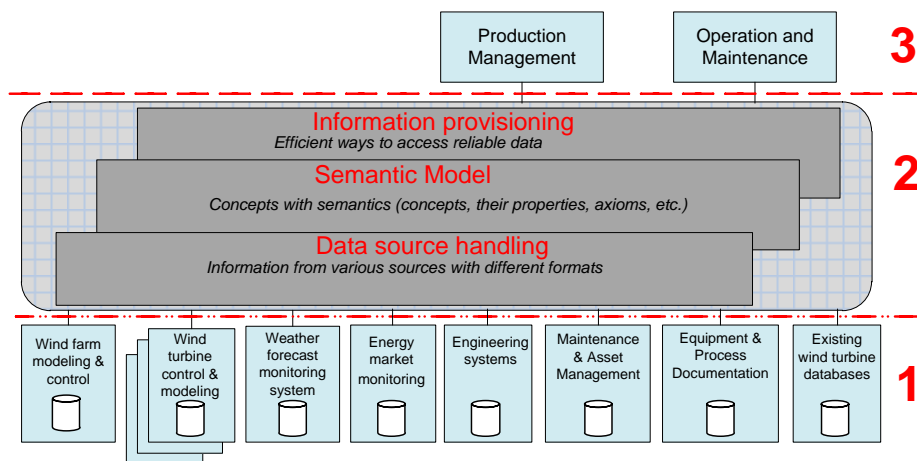 Production
Management
Operation and
Maintenance
3
Information provisioning
Efficient ways to access reliable data
2
Semantic Model
Concepts with semantics (concepts, their properties, axioms, etc.)
Data source handling
Information from various sources with different formats
1
Wind farm
modeling &
control
Wind
turbine
control &
modeling
Weather
forecast
monitoring
system
Energy
market
monitoring
Engineering
systems
Maintenance
& Asset
Management
Equipment &
Process
Documentation
Existing
wind turbine
databases